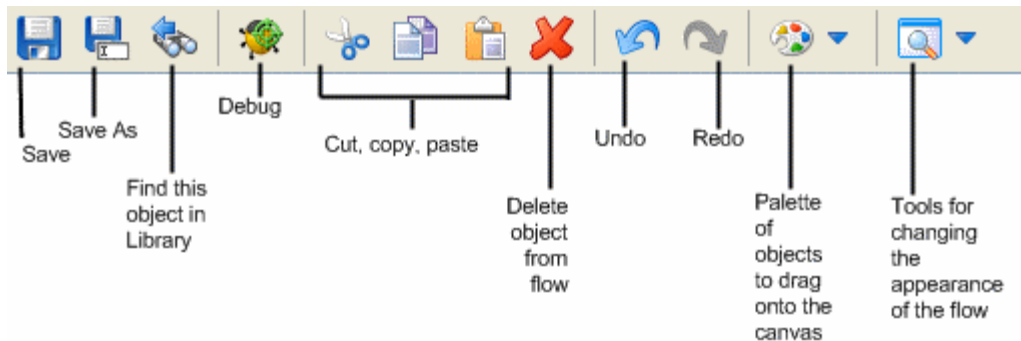 Save
Save As
Find this
object in
Library
Debug
Cut, copy, paste
Delete
object
from
flow
Undo
Redo
Palette
of
objects
to drag
onto the
canvas
Tools for
changing
the
appearance
of the flow